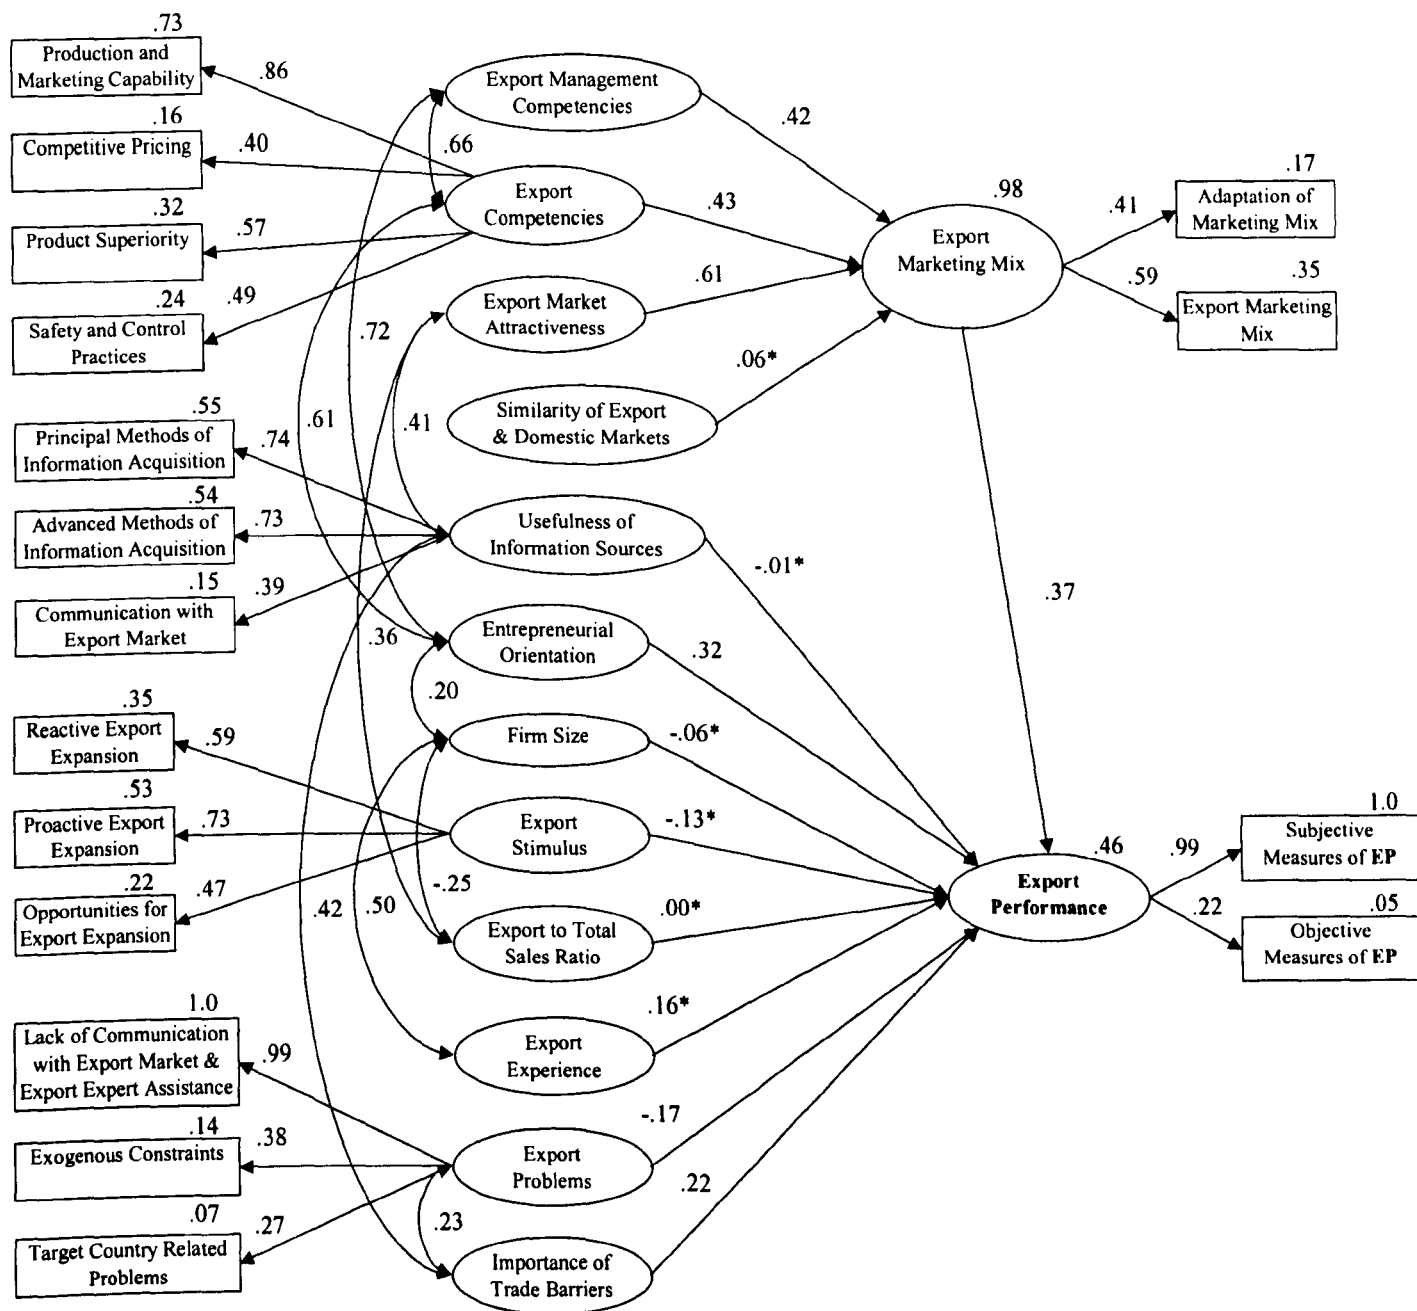 .73
Production and
Marketing Capability
.86
.16
Competitive Pricing
.40
.32
Product Superiority
.57
.24
Safety and Control
Practices
.49
.55
Principal Methods of
Information Acquisition
.74
.54
Advanced Methods of
Information Acquisition
.73
.15
Communication with
Export Market
.39
.35
Reactive Export
Expansion
.59
.53
Proactive Export
Expansion
.73
.22
Opportunities for
Export Expansion
.47
1.0
Lack of Communication
with Export Market &
Export Expert Assistance
.99
.14
Exogenous Constraints
.38
.07
Target Country Related
Problems
.27
.66
.72
.61
.41
.36
.20
-.25
.50
.42
.23
Export Management
Competencies
.42
Export
Competencies
.43
Export Market
Attractiveness
.61
Similarity of Export
& Domestic Markets
.06*
Usefulness of
Information Sources
-.01*
Entrepreneurial
Orientation
.32
Firm Size
-.06*
Export
Stimulus
-.13*
Export to Total
Sales Ratio
.00*
Export
Experience
.16*
Export
Problems
-.17
Importance of
Trade Barriers
.22
.98
Export
Marketing Mix
.37
.41
.17
Adaptation of
Marketing Mix
.59
.35
Export Marketing
Mix
.46
Export
Performance
.99
1.0
Subjective
Measures of EP
.22
.05
Objective
Measures of EP